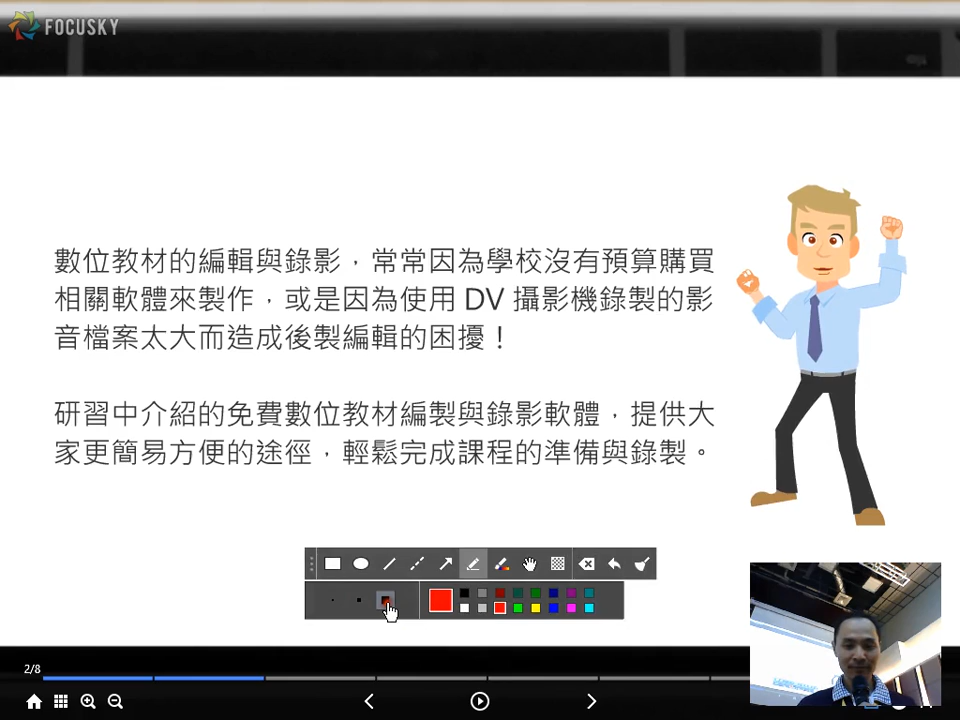 FOCUSKY
數位教材的編輯與錄影，常常因為學校沒有預算購買
相關軟體來製作，或是因為使用 DV 攝影機錄製的影
音檔案太大而造成後製編輯的困擾！
研習中介紹的免費數位教材編製與錄影軟體，提供大
家更簡易方便的途徑，輕鬆完成課程的準備與錄製。
2/8